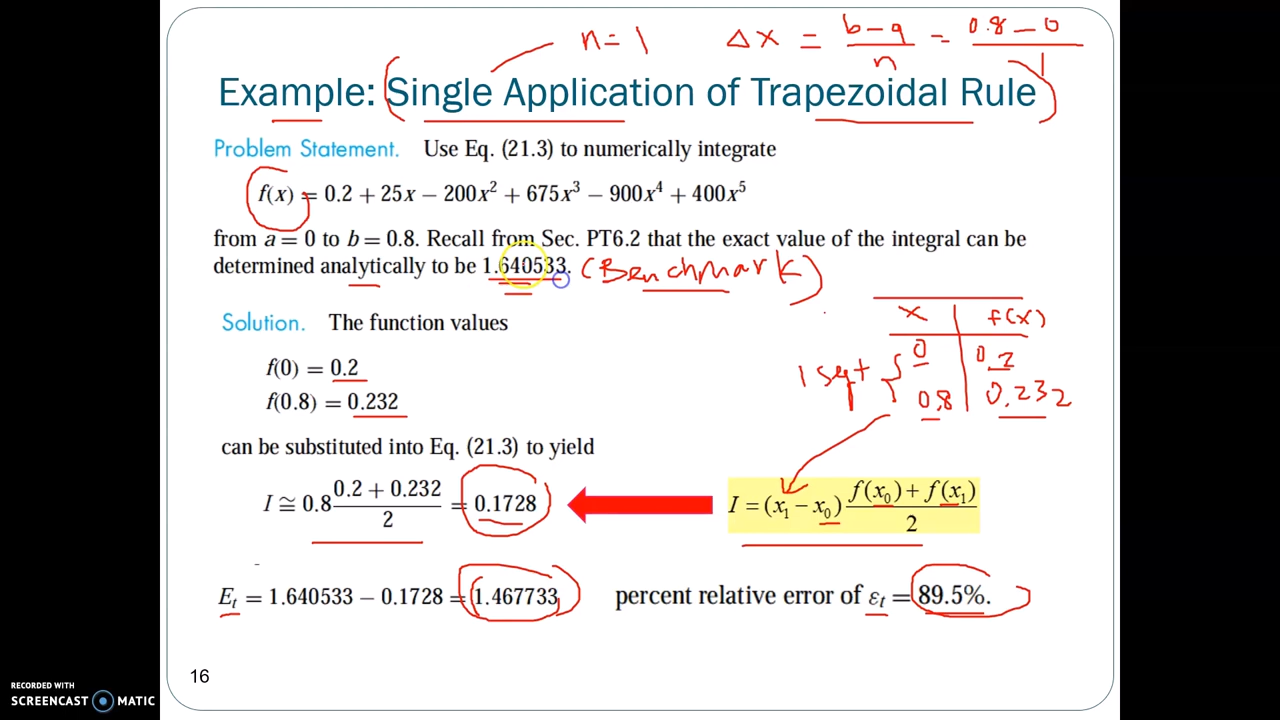 n = 1 Δx = b-a/n = 0.8-0/1
Example: (Single Application of Trapezoidal Rule)
Problem Statement. Use Eq. (21.3) to numerically integrate
f(x) = 0.2 + 25x − 200x² + 675x³ − 900x⁴ + 400x⁵
from a = 0 to b = 0.8. Recall from Sec. PT6.2 that the exact value of the integral can be
determined analytically to be 1.640533. (Benchmark)
Solution. The function values
x f(x)
f(0) = 0.2
1 segt 0 0.2
f(0.8) = 0.232
0.8 0.232
can be substituted into Eq. (21.3) to yield
I ≅ 0.8 0.2 + 0.232/2 = 0.1728
I = (x₁ − x₀) f(x₀) + f(x₁)/2
Eₜ = 1.640533 − 0.1728 = 1.467733 percent relative error of εₜ = 89.5%.
16
RECORDED WITH
SCREENCAST MATIC